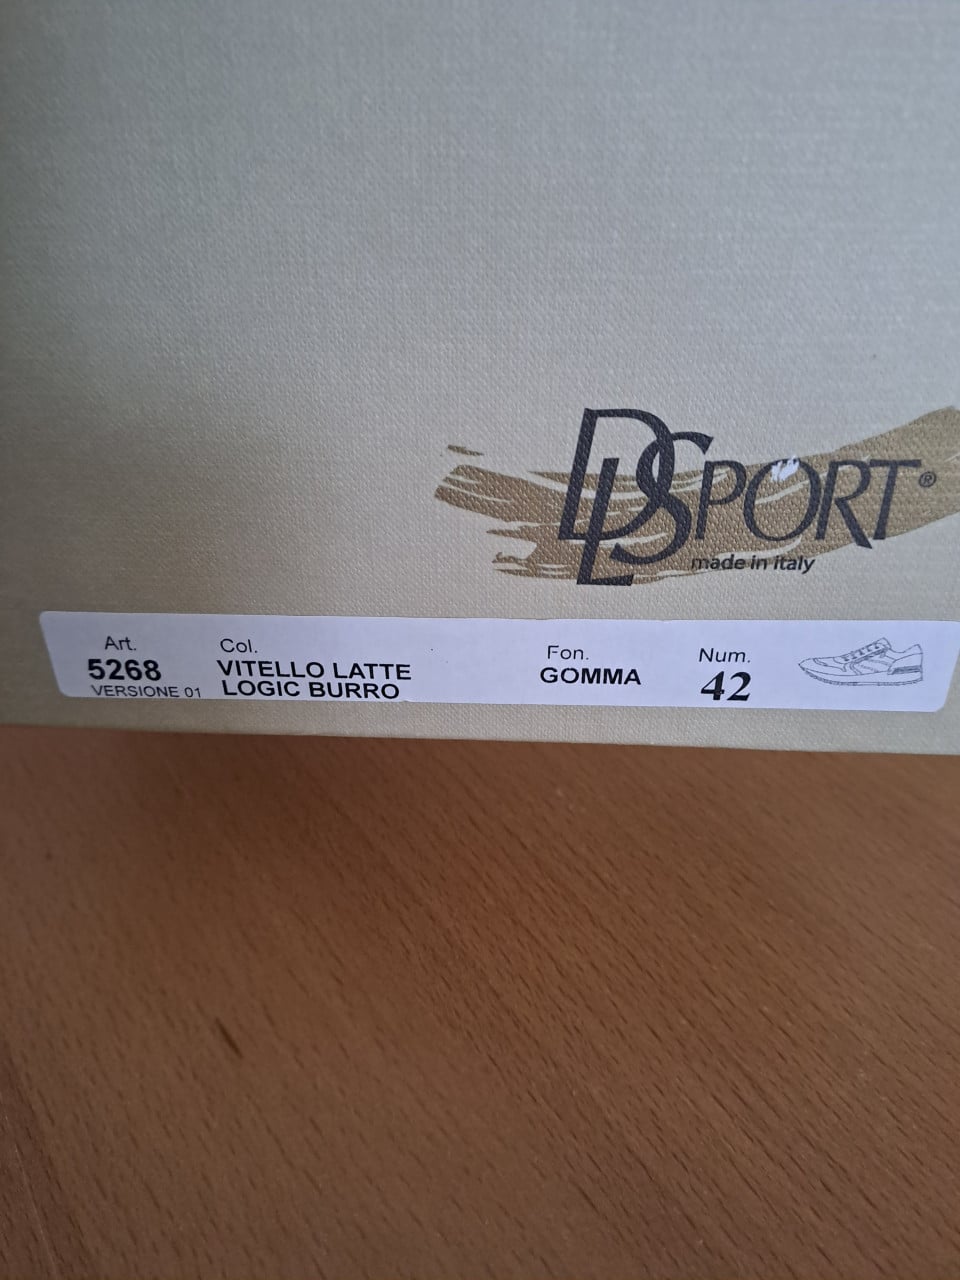 DLSPORT®
made in italy
Art. Col. Fon. Num.
5268 VITELLO LATTE GOMMA 42
VERSIONE 01 LOGIC BURRO